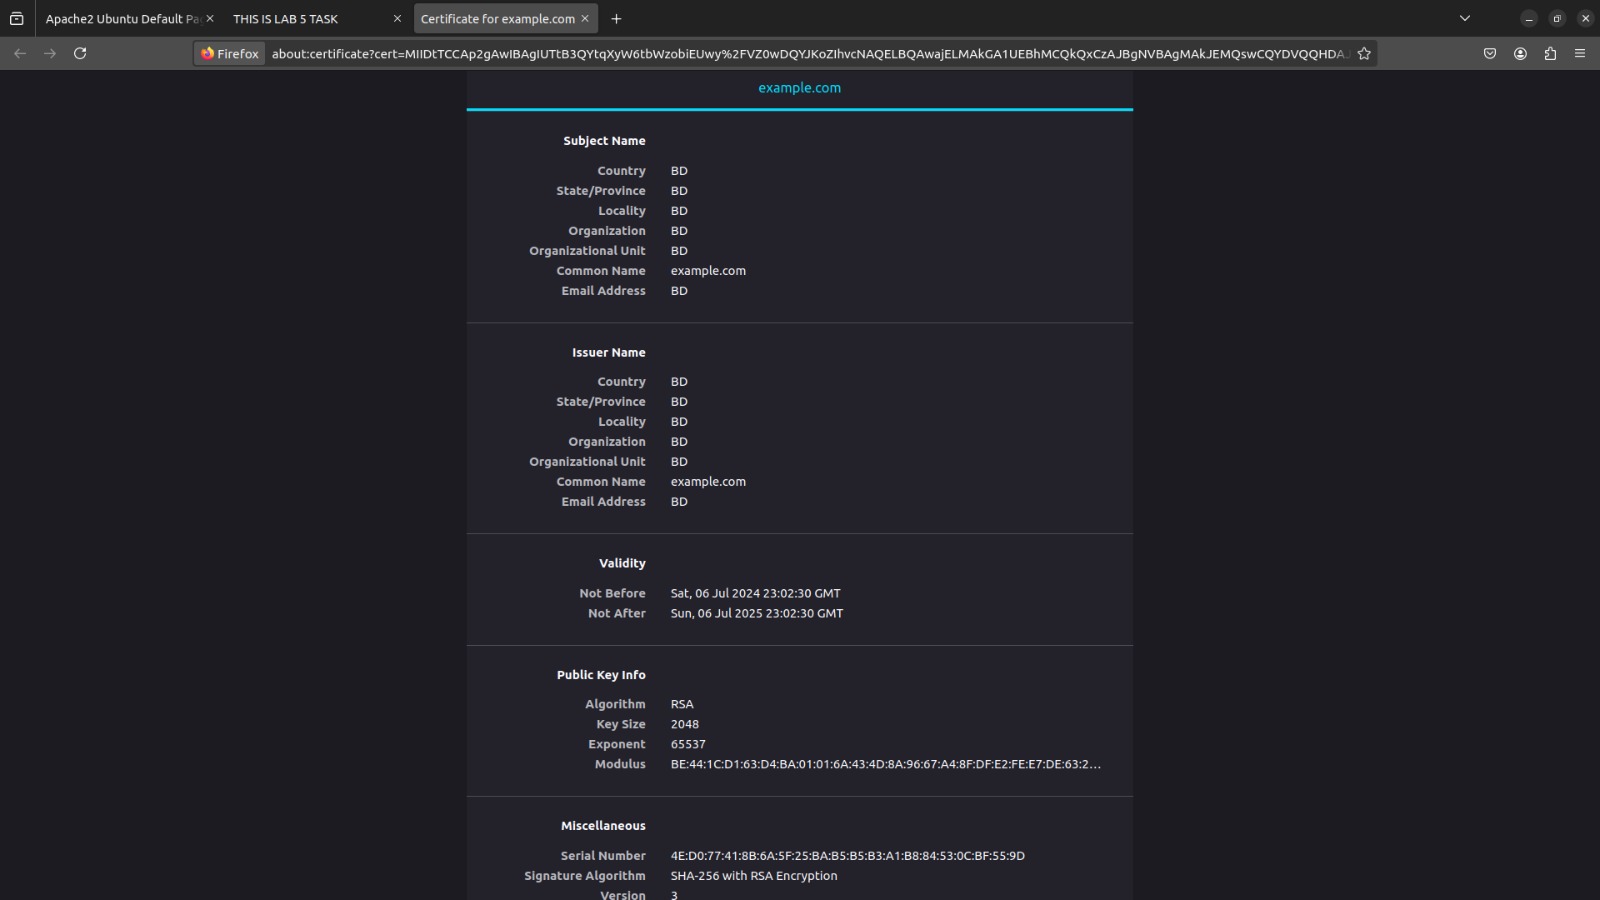 Apache2 Ubuntu Default Pa
THIS IS LAB 5 TASK
Certificate for example.com
Firefox
about:certificate?cert=MIIDtTCCAp2gAwIBAgIUTtB3QYtqXyW6tbWzobiEUwy%2FVZ0wDQYJKoZIhvcNAQELBQAwajELMAkGA1UEBhMCQkQxCzAJBgNVBAgMAkJEMQswCQYDVQQHDAJ
example.com
Subject Name
Country BD
State/Province BD
Locality BD
Organization BD
Organizational Unit BD
Common Name example.com
Email Address BD
Issuer Name
Country BD
State/Province BD
Locality BD
Organization BD
Organizational Unit BD
Common Name example.com
Email Address BD
Validity
Not Before Sat, 06 Jul 2024 23:02:30 GMT
Not After Sun, 06 Jul 2025 23:02:30 GMT
Public Key Info
Algorithm RSA
Key Size 2048
Exponent 65537
Modulus BE:44:1C:D1:63:D4:BA:01:01:6A:43:4D:8A:96:67:A4:8F:DF:E2:FE:E7:DE:63:2…
Miscellaneous
Serial Number 4E:D0:77:41:8B:6A:5F:25:BA:B5:B5:B3:A1:B8:84:53:0C:BF:55:9D
Signature Algorithm SHA-256 with RSA Encryption
Version 3